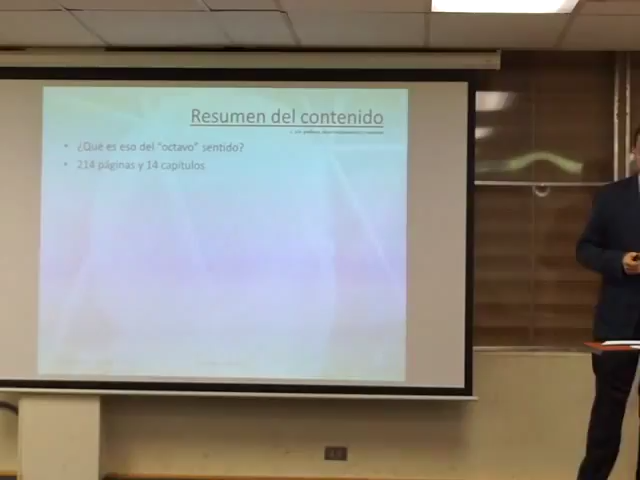 Resumen del contenido
• ¿Qué es eso del "octavo" sentido?
• 214 páginas y 14 capítulos